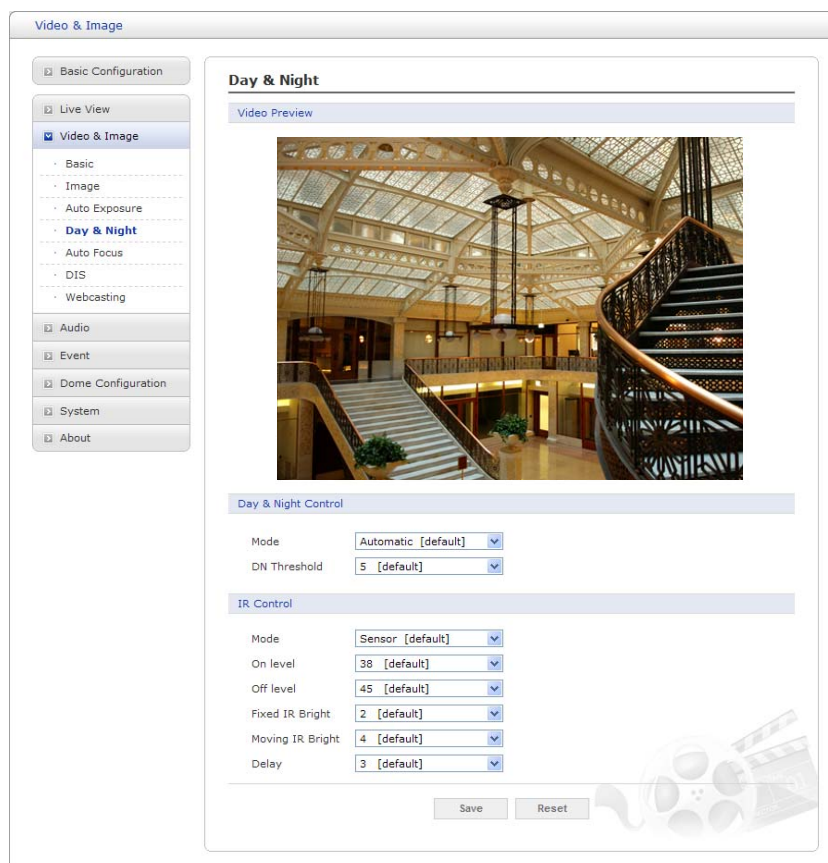 Video & Image
Basic Configuration
Live View
Video & Image
Basic
Image
Auto Exposure
Day & Night
Auto Focus
DIS
Webcasting
Audio
Event
Dome Configuration
System
About
Day & Night
Video Preview
Day & Night Control
Mode Automatic [default]
DN Threshold 5 [default]
IR Control
Mode Sensor [default]
On level 38 [default]
Off level 45 [default]
Fixed IR Bright 2 [default]
Moving IR Bright 4 [default]
Delay 3 [default]
Save Reset